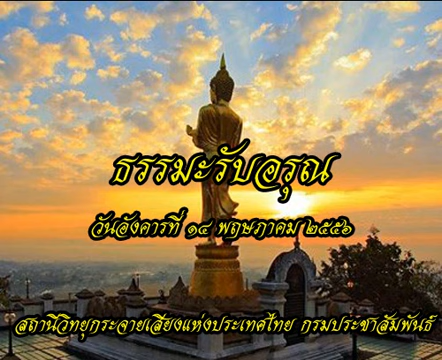 ธรรมะรับอรุณ
วันอังคารที่ ๑๔ พฤษภาคม ๒๕๕๖
สถานีวิทยุกระจายเสียงแห่งประเทศไทย กรมประชาสัมพันธ์